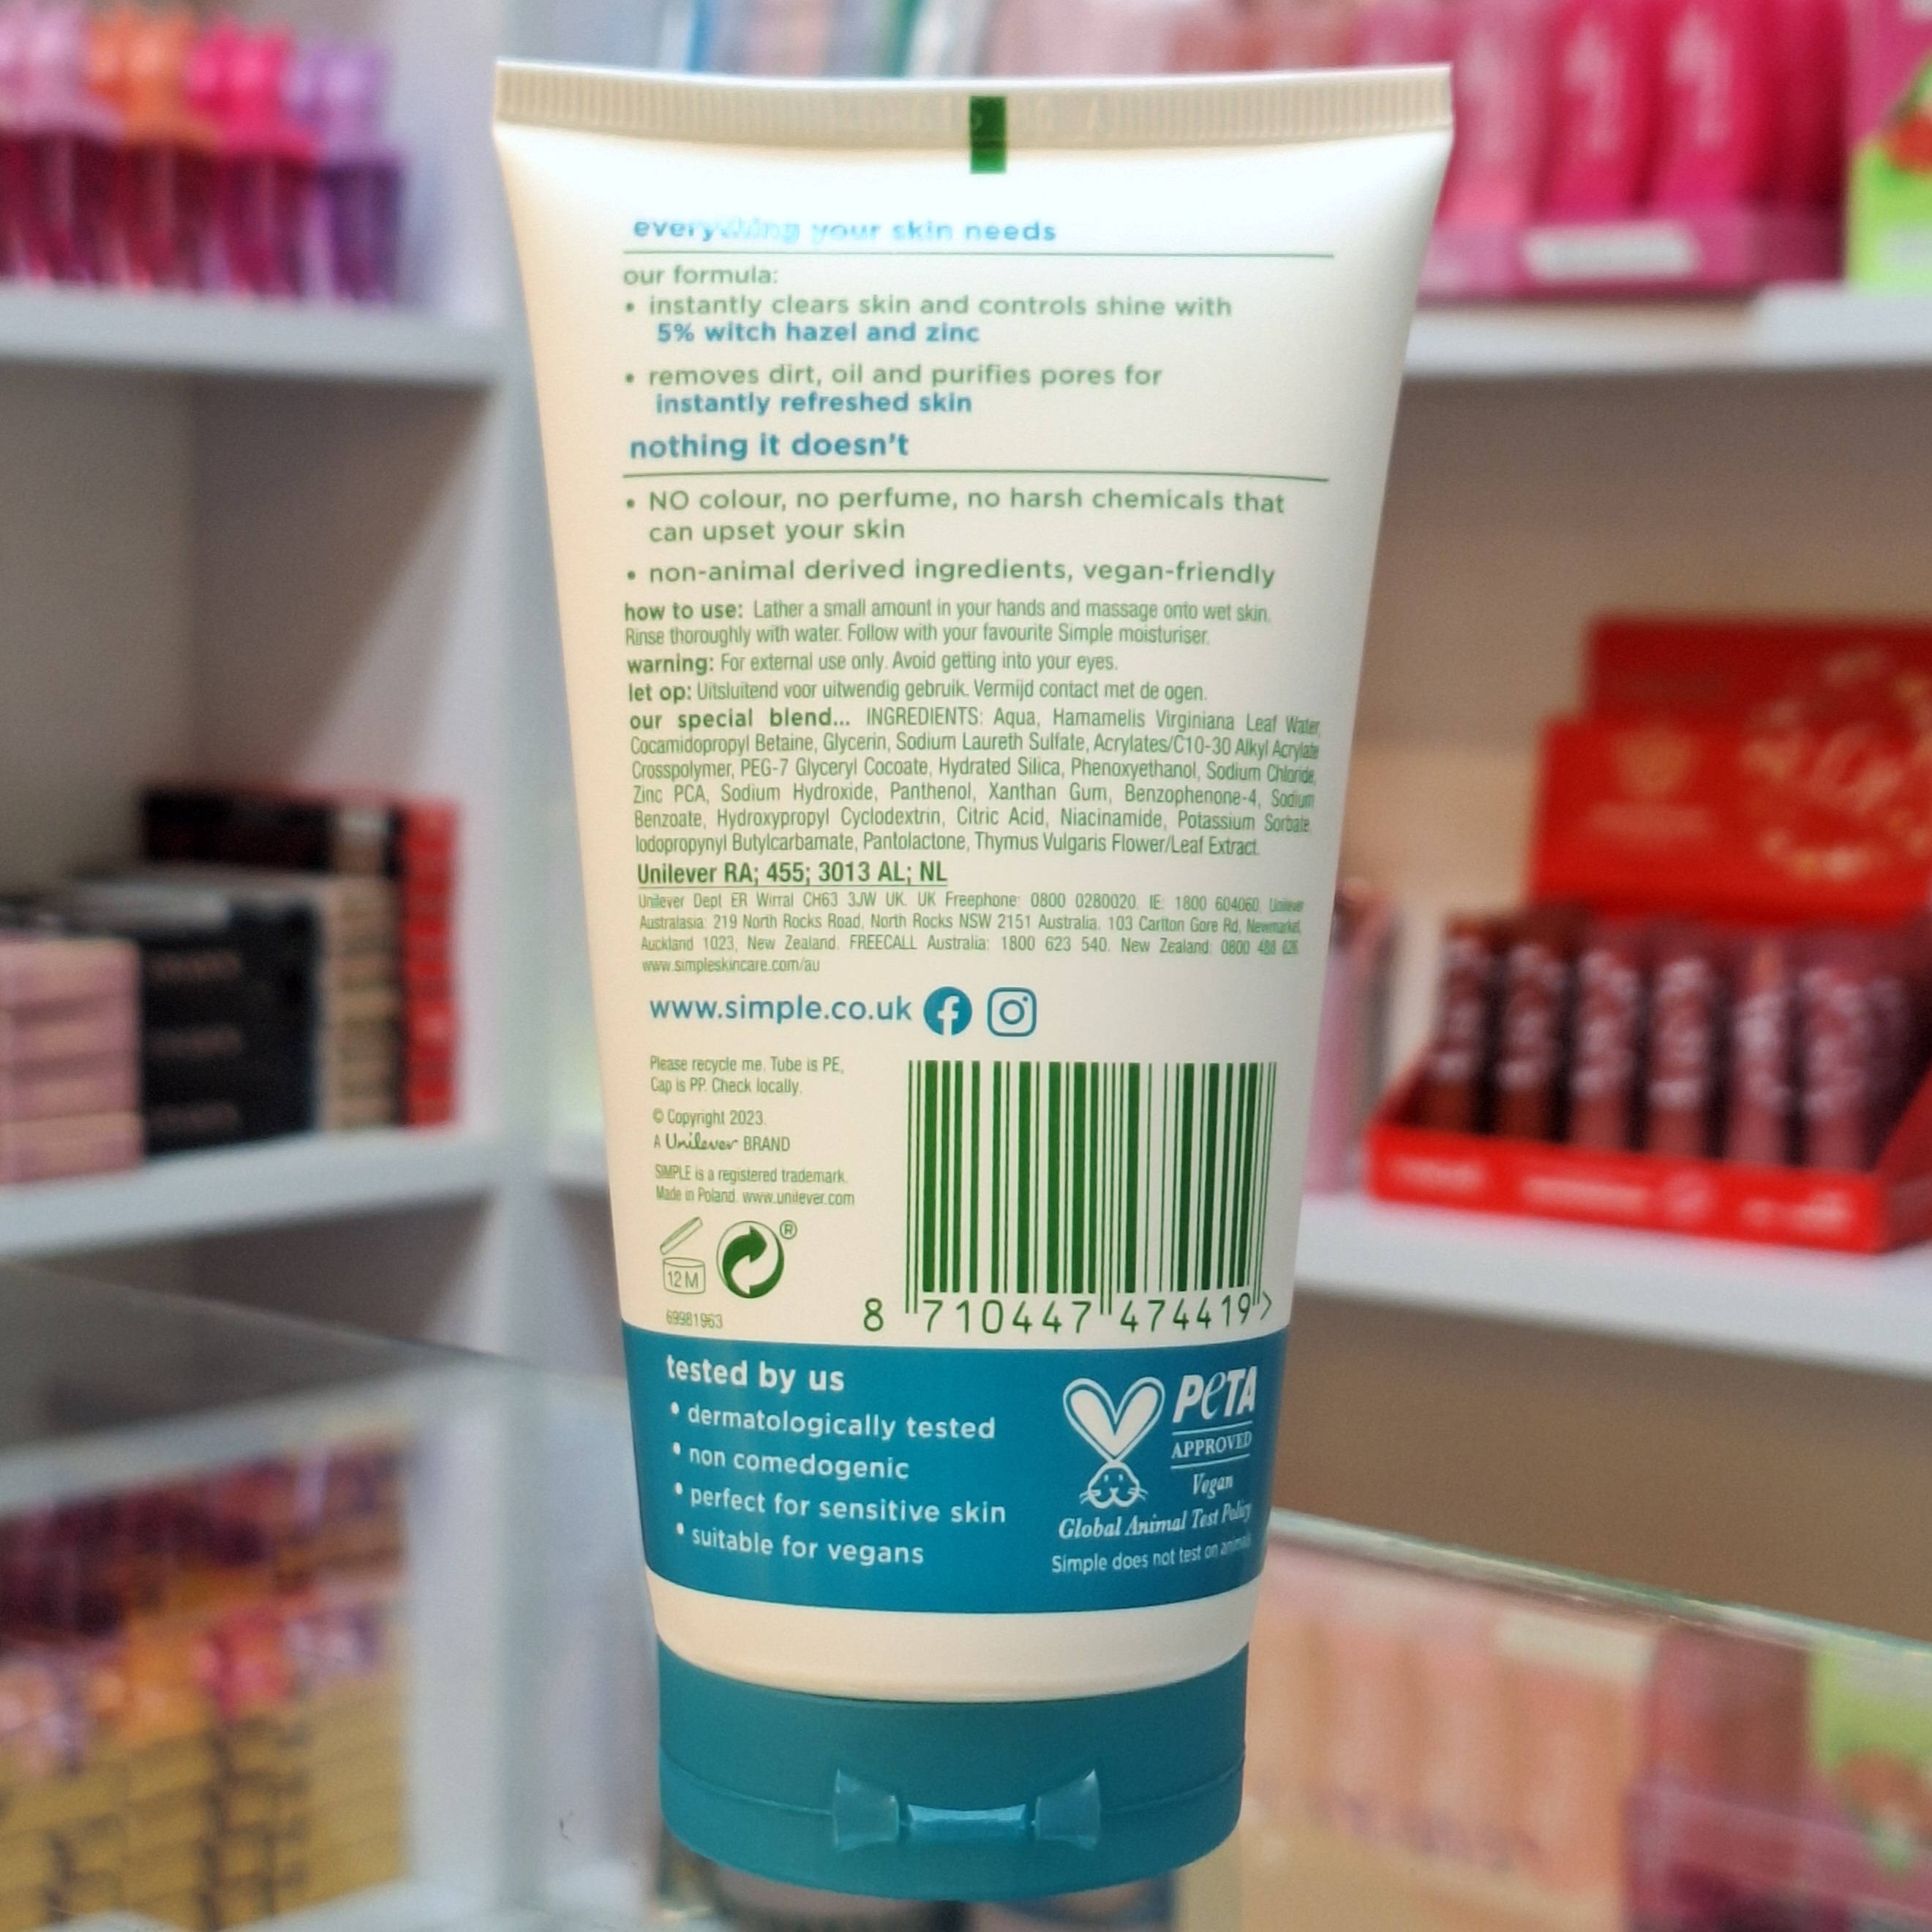 everything your skin needs
our formula:
• instantly clears skin and controls shine with
5% witch hazel and zinc
• removes dirt, oil and purifies pores for
instantly refreshed skin
nothing it doesn't
• NO colour, no perfume, no harsh chemicals that
can upset your skin
• non-animal derived ingredients, vegan-friendly
how to use: Lather a small amount in your hands and massage onto wet skin.
Rinse thoroughly with water. Follow with your favourite Simple moisturiser.
warning: For external use only. Avoid getting into your eyes.
let op: Uitsluitend voor uitwendig gebruik. Vermijd contact met de ogen.
our special blend... INGREDIENTS: Aqua, Hamamelis Virginiana Leaf Water,
Cocamidopropyl Betaine, Glycerin, Sodium Laureth Sulfate, Acrylates/C10-30 Alkyl Acrylate
Crosspolymer, PEG-7 Glyceryl Cocoate, Hydrated Silica, Phenoxyethanol, Sodium Chloride,
Zinc PCA, Sodium Hydroxide, Panthenol, Xanthan Gum, Benzophenone-4, Sodium
Benzoate, Hydroxypropyl Cyclodextrin, Citric Acid, Niacinamide, Potassium Sorbate,
Iodopropynyl Butylcarbamate, Pantolactone, Thymus Vulgaris Flower/Leaf Extract.
Unilever RA; 455; 3013 AL; NL
Unilever Dept ER Wirral CH63 3JW UK. UK Freephone: 0800 0280020. IE: 1800 604060. Unilever
Australasia: 219 North Rocks Road, North Rocks NSW 2151 Australia. 103 Carlton Gore Rd, Newmarket,
Auckland 1023, New Zealand. FREECALL Australia: 1800 623 540. New Zealand: 0800 488 626.
www.simpleskincare.com/au
www.simple.co.uk
Please recycle me. Tube is PE,
Cap is PP. Check locally.
© Copyright 2023.
A Unilever BRAND
SIMPLE is a registered trademark.
Made in Poland. www.unilever.com
®
12 M
69981963
8 710447 474419 >
tested by us
• dermatologically tested
• non comedogenic
• perfect for sensitive skin
• suitable for vegans
PeTA
APPROVED
Vegan
Global Animal Test Policy
Simple does not test on animals